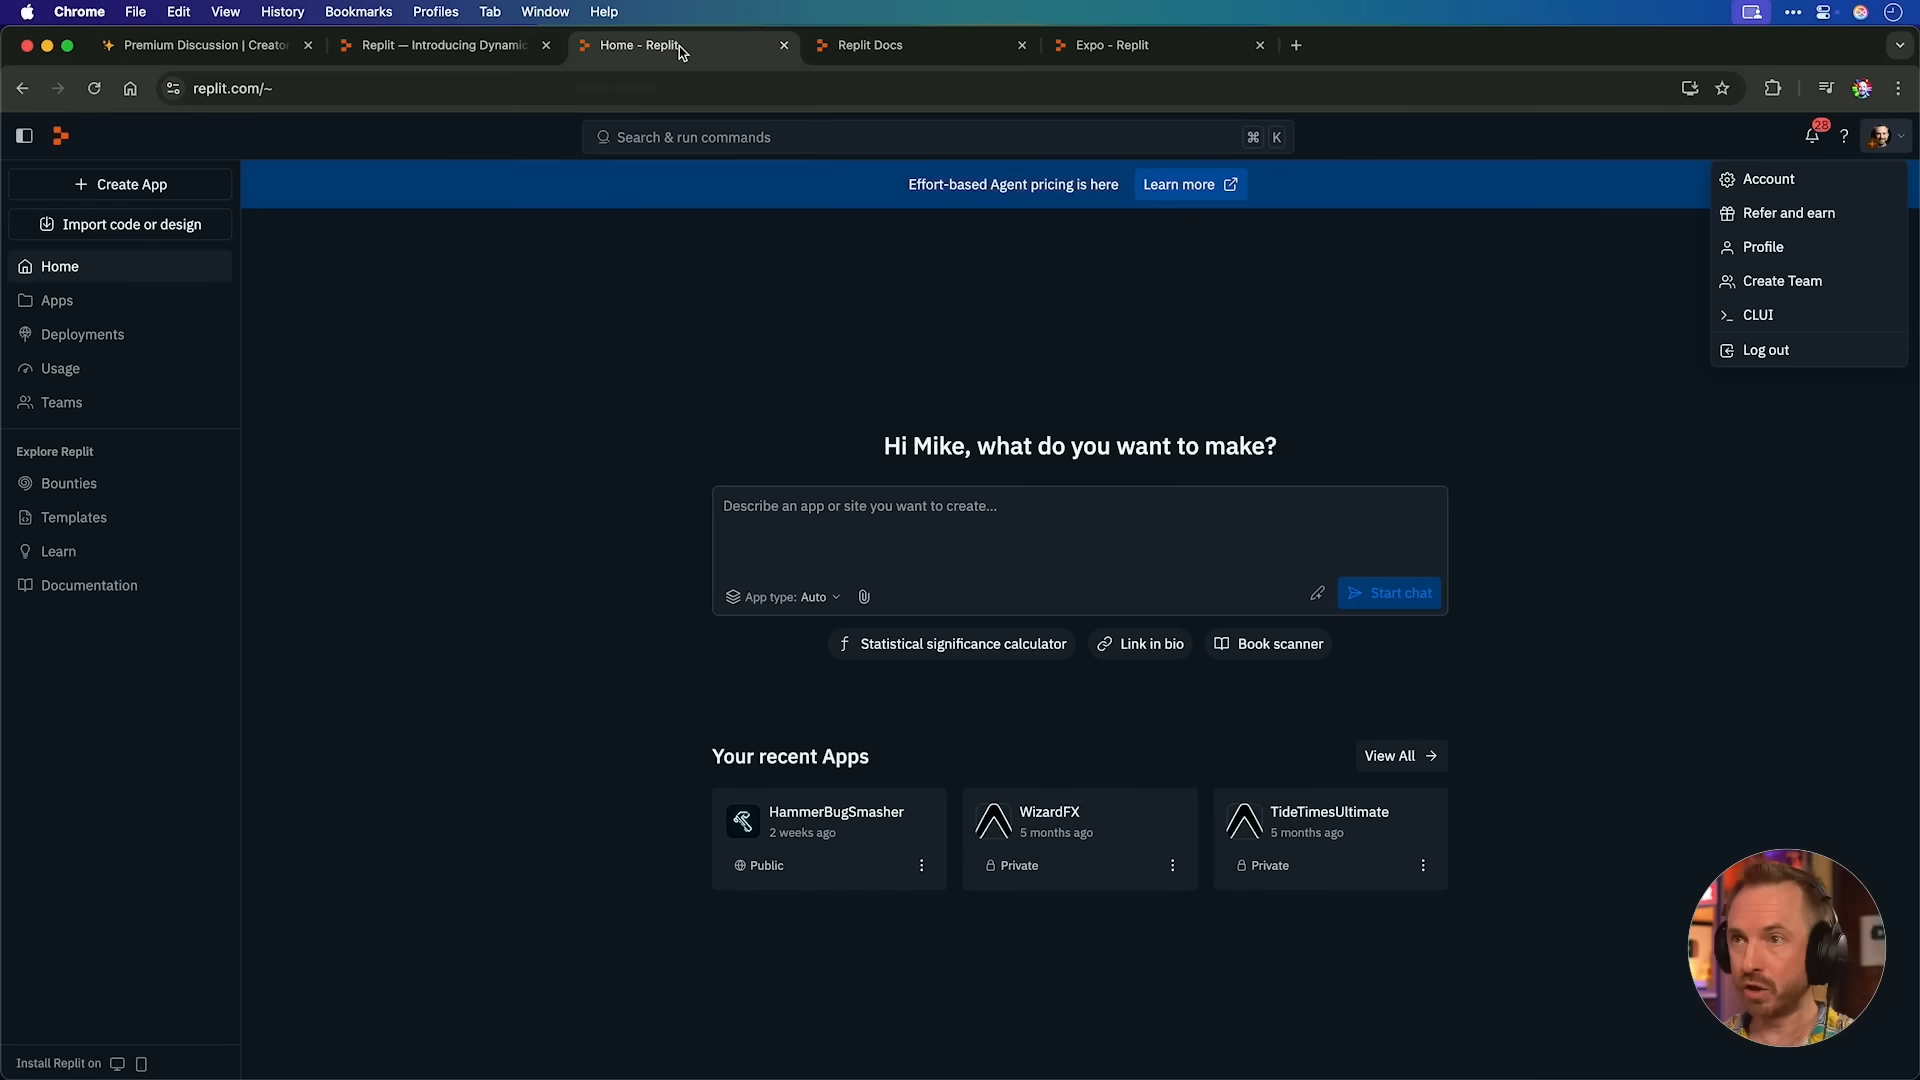 Chrome File Edit View History Bookmarks Profiles Tab Window Help
Premium Discussion | Creator
Replit — Introducing Dynamic
Home - Replit
Replit Docs
Expo - Replit
replit.com/~
Search & run commands
⌘ K
28
?
Create App
Import code or design
Home
Apps
Deployments
Usage
Teams
Explore Replit
Bounties
Templates
Learn
Documentation
Install Replit on
Effort-based Agent pricing is here
Learn more
Account
Refer and earn
Profile
Create Team
CLUI
Log out
Hi Mike, what do you want to make?
Describe an app or site you want to create...
App type: Auto
Start chat
Statistical significance calculator
Link in bio
Book scanner
Your recent Apps
View All
HammerBugSmasher
2 weeks ago
Public
WizardFX
5 months ago
Private
TideTimesUltimate
5 months ago
Private